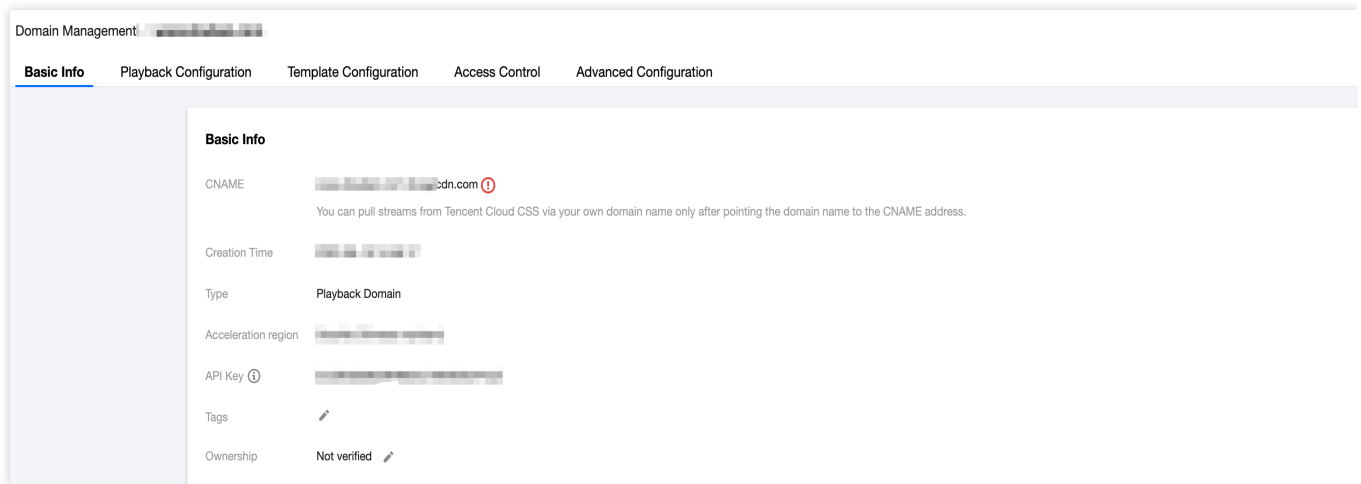 Domain Management
Basic Info Playback Configuration Template Configuration Access Control Advanced Configuration
Basic Info
CNAME cdn.com
You can pull streams from Tencent Cloud CSS via your own domain name only after pointing the domain name to the CNAME address.
Creation Time
Type Playback Domain
Acceleration region
API Key
Tags
Ownership Not verified